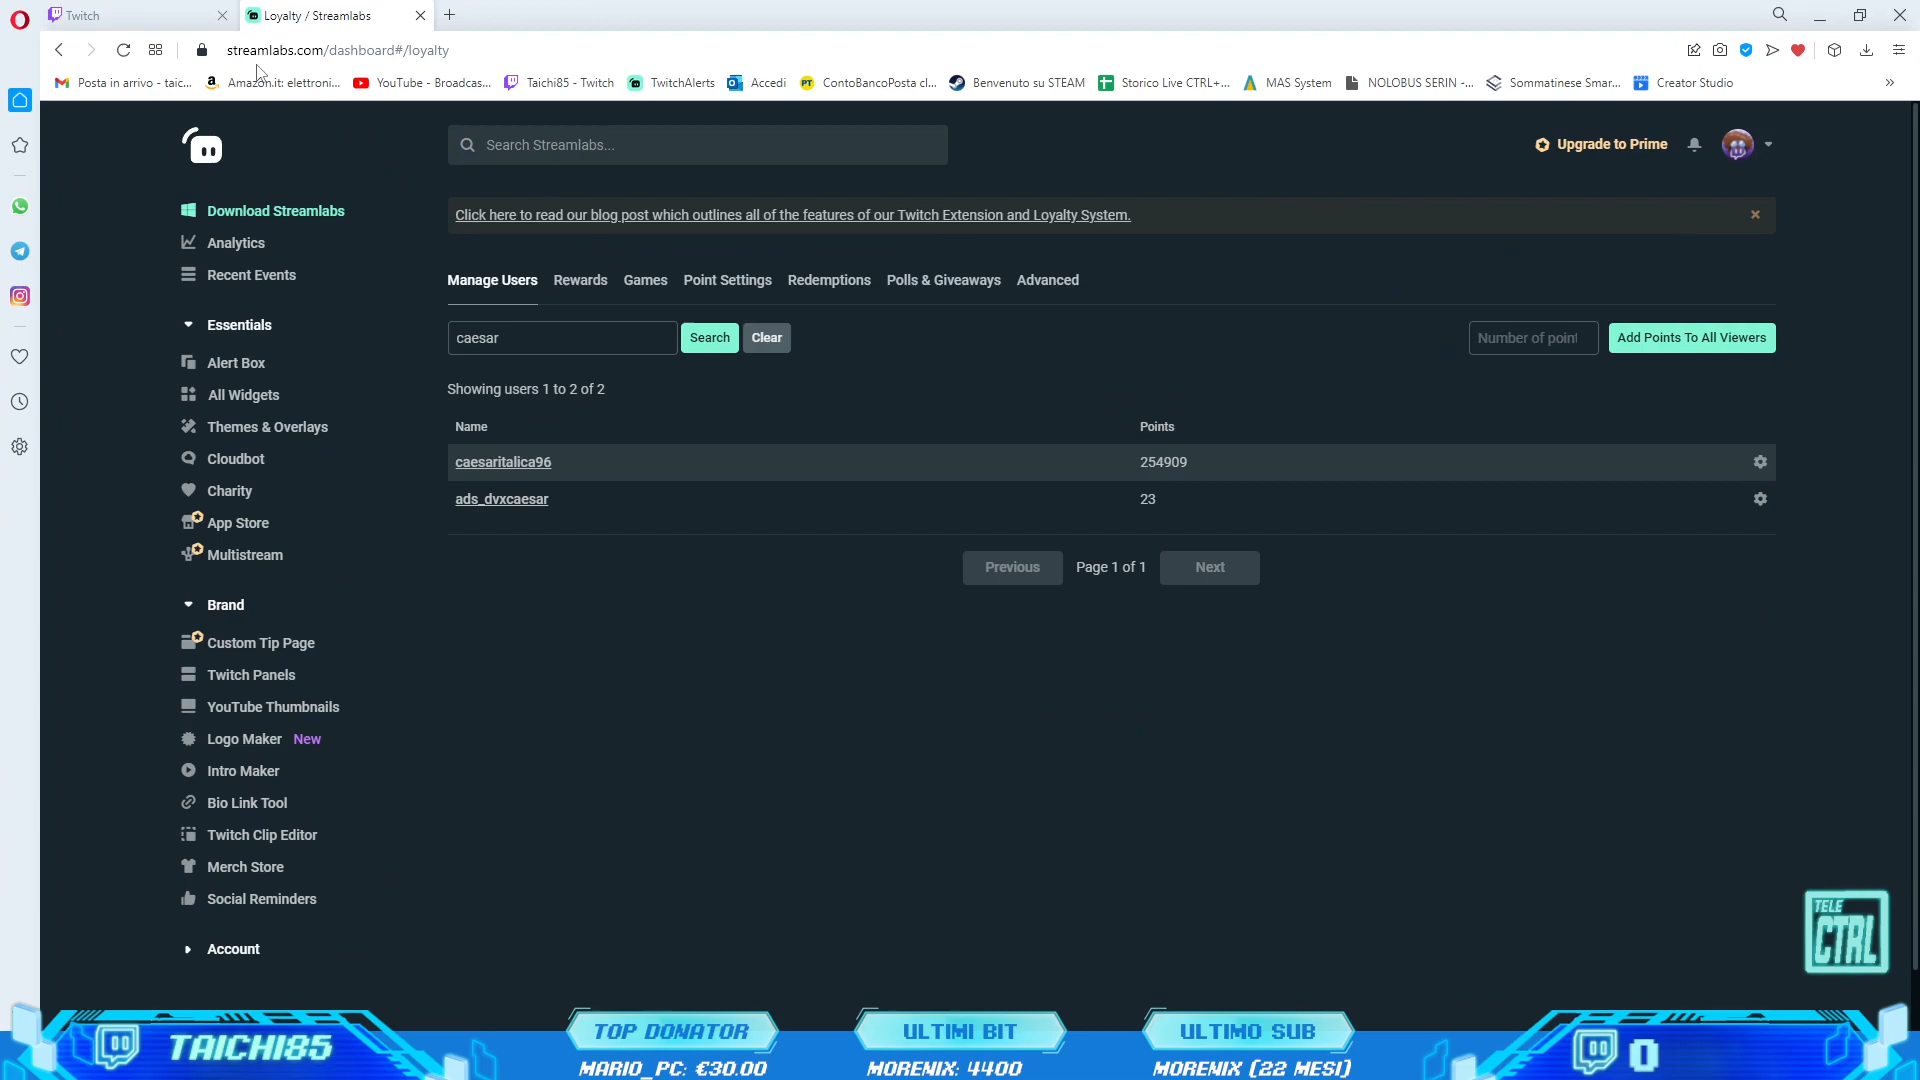 Twitch
Loyalty / Streamlabs
streamlabs.com/dashboard#/loyalty
Posta in arrivo - taic...
Amazon.it: elettroni...
YouTube - Broadcas...
Taichi85 - Twitch
TwitchAlerts
Accedi
ContoBancoPosta cl...
Benvenuto su STEAM
Storico Live CTRL+...
MAS System
NOLOBUS SERIN -...
Sommatinese Smar...
Creator Studio
Search Streamlabs...
Upgrade to Prime
Download Streamlabs
Analytics
Recent Events
Essentials
Alert Box
All Widgets
Themes & Overlays
Cloudbot
Charity
App Store
Multistream
Brand
Custom Tip Page
Twitch Panels
YouTube Thumbnails
Logo Maker New
Intro Maker
Bio Link Tool
Twitch Clip Editor
Merch Store
Social Reminders
Account
Click here to read our blog post which outlines all of the features of our Twitch Extension and Loyalty System.
Manage Users Rewards Games Point Settings Redemptions Polls & Giveaways Advanced
caesar Search Clear
Number of point Add Points To All Viewers
Showing users 1 to 2 of 2
Name Points
caesaritalica96 254909
ads_dvxcaesar 23
Previous Page 1 of 1 Next
TELE
CTRL
TAICHI85
TOP DONATOR
MARIO_PC: €30.00
ULTIMI BIT
MORENIX: 4400
ULTIMO SUB
MORENIX (22 MESI)
0